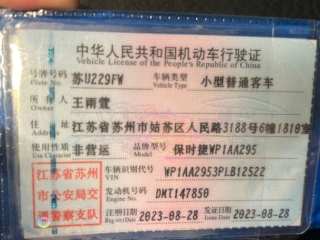 中华人民共和国机动车行驶证
Vehicle License of the People's Republic of China
号牌号码 苏U229FW 车辆类型 小型普通客车
Plate No. Vehicle Type
所有人 王雨萱
Owner
住址 江苏省苏州市姑苏区人民路3188号6幢1810室
使用性质 非营运 品牌型号 保时捷WP1AA295
Use Character Model
江苏省苏州市公安局交通警察支队
车辆识别代号 WP1AA2953PLB12522
VIN
发动机号码 DMT147850
Engine No.
注册日期 2023-08-28 发证日期 2023-08-28
Register Date Issue Date